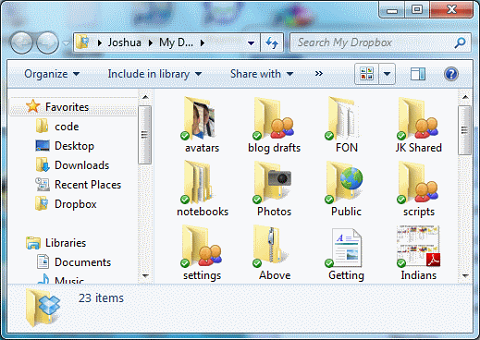 Joshua ▸ My D... ▸
Search My Dropbox
Organize Include in library Share with »
Favorites
code
Desktop
Downloads
Recent Places
Dropbox
Libraries
Documents
Music
avatars blog drafts FON JK Shared
notebooks Photos Public scripts
settings Above Getting Indians
23 items